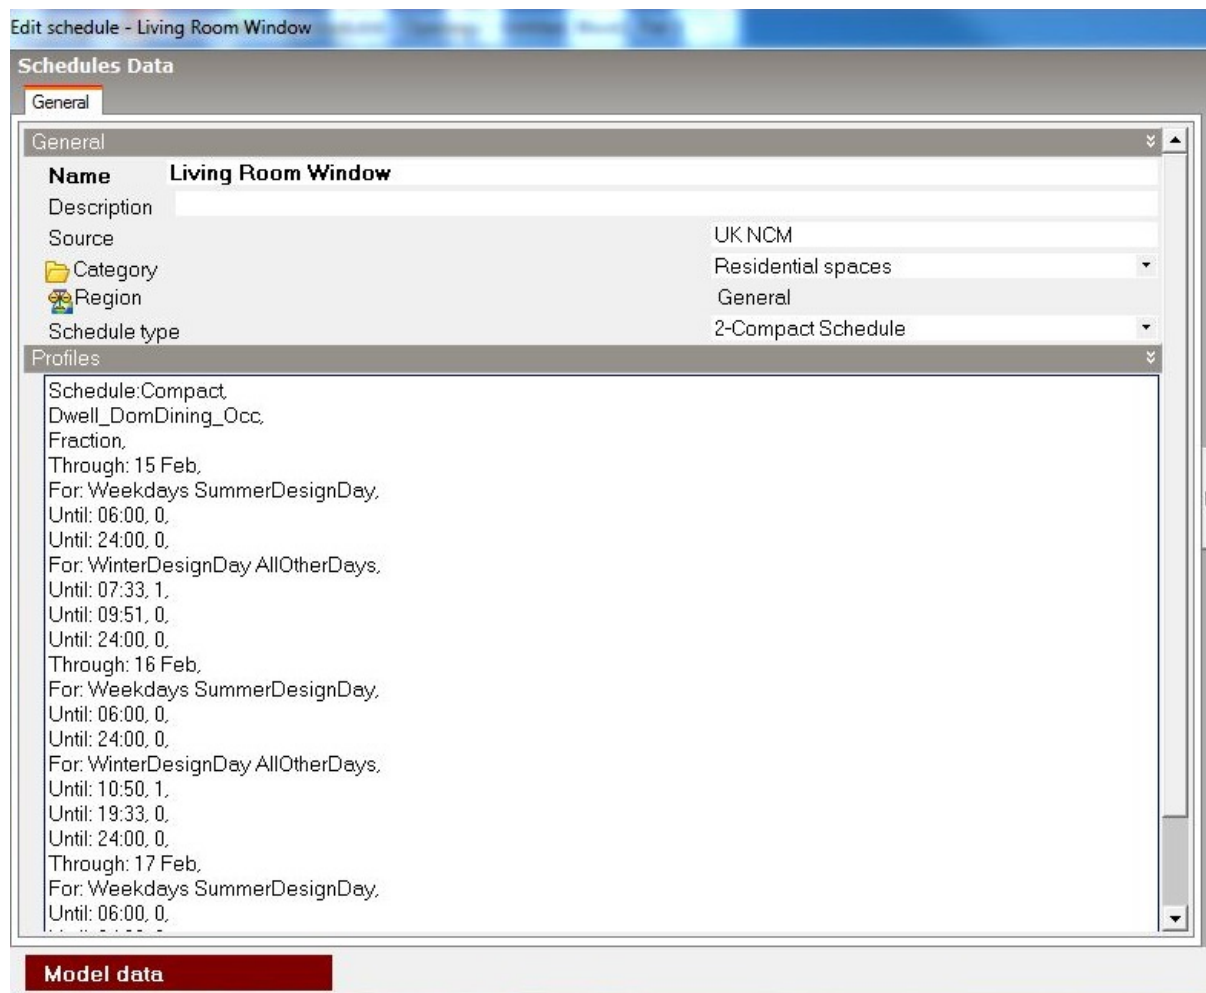 Edit schedule - Living Room Window
Schedules Data
General
General
Name Living Room Window
Description
Source UK NCM
Category Residential spaces
Region General
Schedule type 2-Compact Schedule
Profiles
Schedule:Compact,
Dwell_DomDining_Occ,
Fraction,
Through: 15 Feb,
For: Weekdays SummerDesignDay,
Until: 06:00, 0,
Until: 24:00, 0,
For: WinterDesignDay AllOtherDays,
Until: 07:33, 1,
Until: 09:51, 0,
Until: 24:00, 0,
Through: 16 Feb,
For: Weekdays SummerDesignDay,
Until: 06:00, 0,
Until: 24:00, 0,
For: WinterDesignDay AllOtherDays,
Until: 10:50, 1,
Until: 19:33, 0,
Until: 24:00, 0,
Through: 17 Feb,
For: Weekdays SummerDesignDay,
Until: 06:00, 0,
Model data